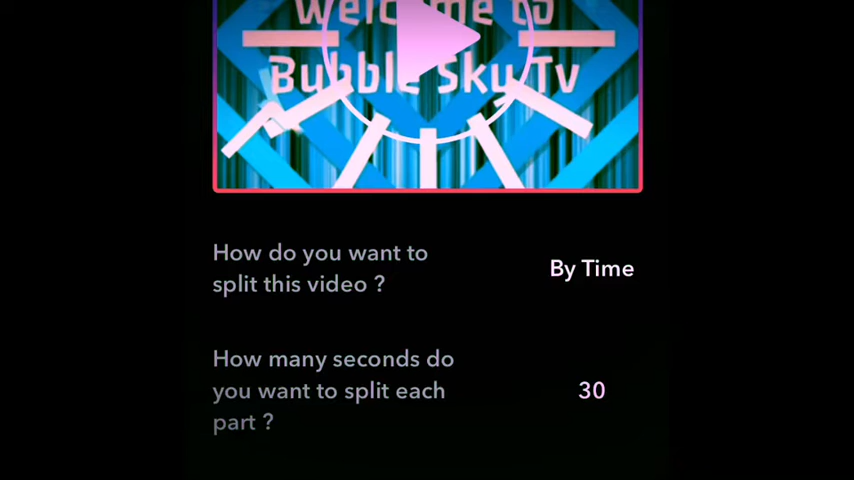 Welcome to
Bubble Sky Tv
How do you want to
split this video ?
By Time
How many seconds do
you want to split each
part ?
30